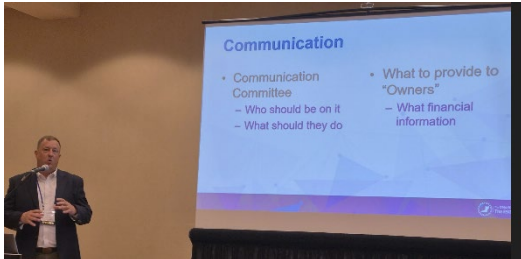 Communication
• Communication
Committee
– Who should be on it
– What should they do
• What to provide to
"Owners"
– What financial
information